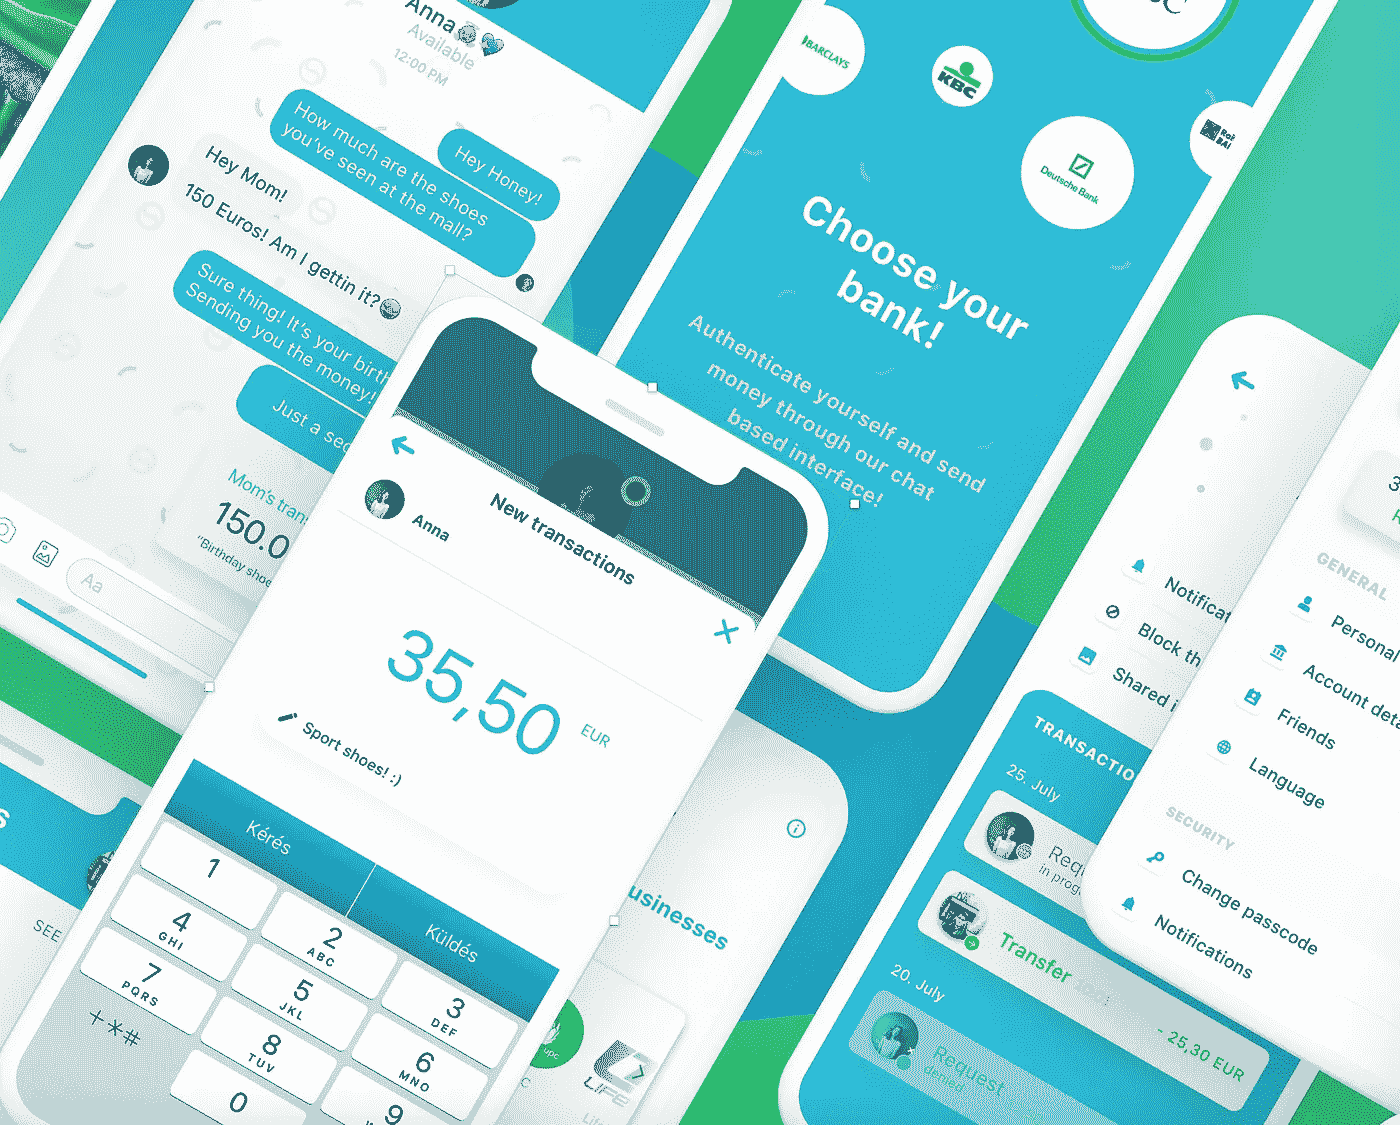 Anna
Available
12:00 PM
Hey Honey!
How much are the shoes
you've seen at the mall?
Hey Mom!
150 Euros! Am I gettin it?
Sure thing! It's your birth
Sending you the money!
Just a sec
Mom's tran
150.0
"Birthday shoe
Aa
SEE
BARCLAYS
KBC
Deutsche Bank
Choose your
bank!
Authenticate yourself and send
money through our chat
based interface!
New transactions
Anna
35,50
EUR
Sport shoes! :)
Kérés
Küldés
1
2
ABC
3
DEF
4
GHI
5
JKL
6
MNO
7
PQRS
8
TUV
9
+*#
0
usinesses
upc
LIFE
Notificat
Block th
Shared i
TRANSACTIO
25. July
Requ
in prog
Transfer
- 25,30 EUR
20. July
Request
denied
GENERAL
Personal
Account deta
Friends
Language
SECURITY
Change passcode
Notifications